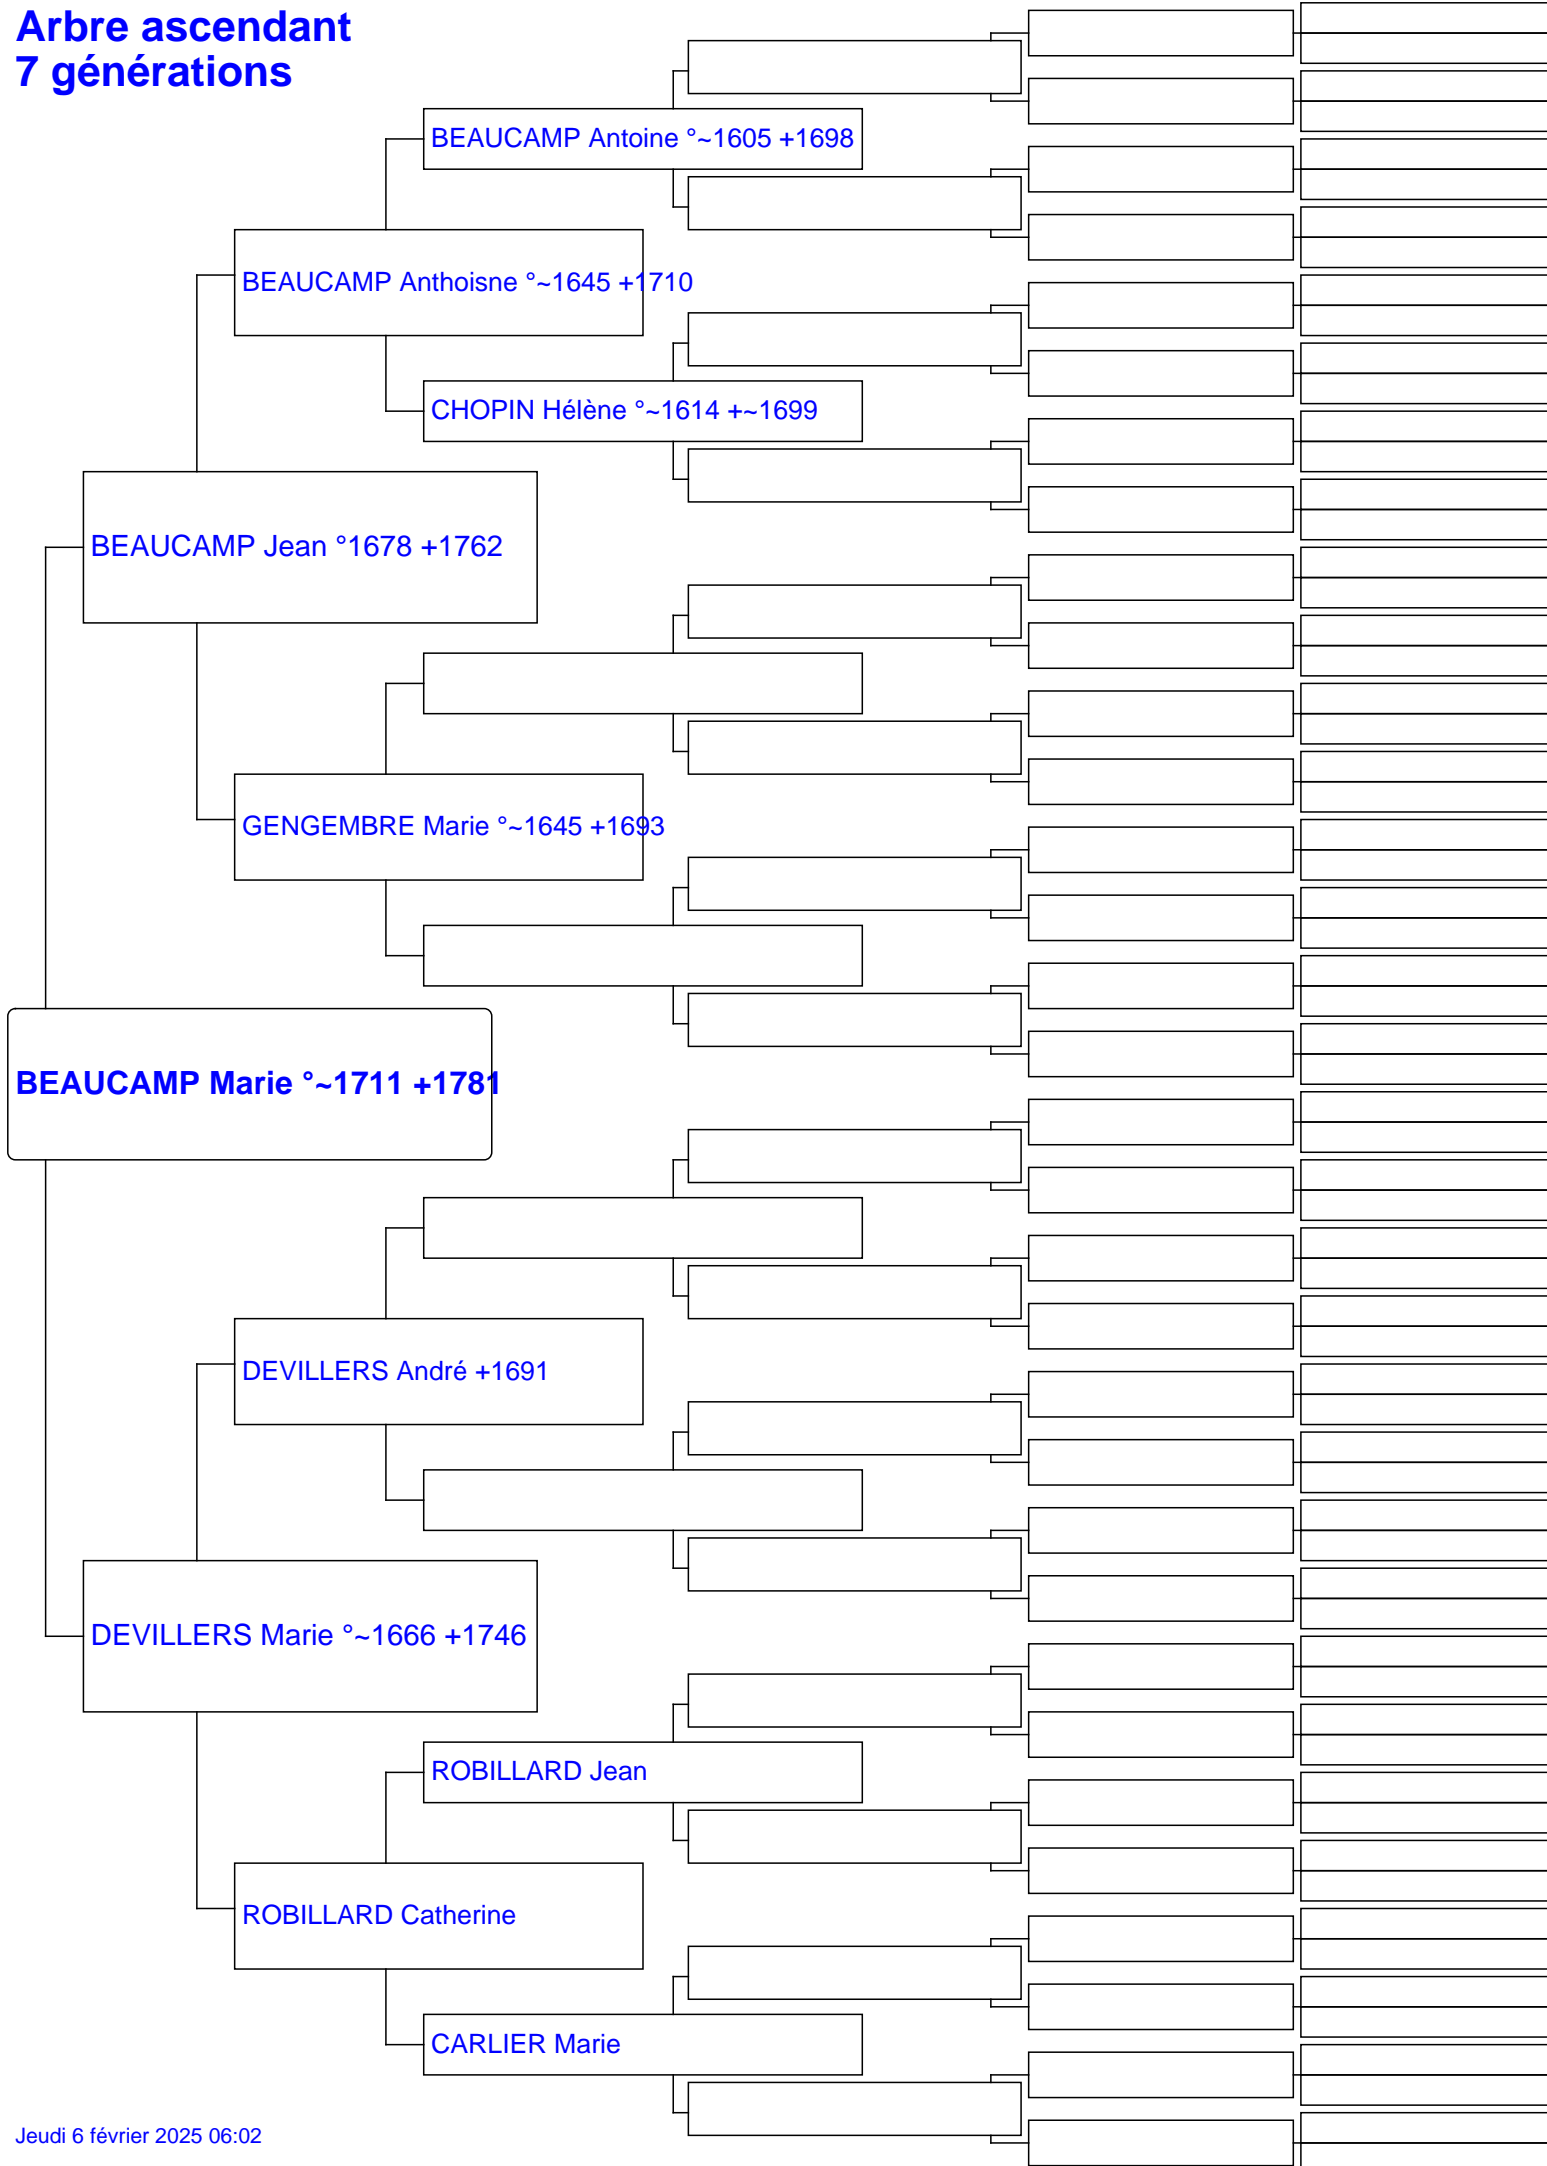 Arbre ascendant
7 générations
BEAUCAMP Antoine °~1605 +1698
BEAUCAMP Anthoisne °~1645 +1710
CHOPIN Hélène °~1614 +~1699
BEAUCAMP Jean °1678 +1762
GENGEMBRE Marie °~1645 +1693
BEAUCAMP Marie °~1711 +1781
DEVILLERS André +1691
DEVILLERS Marie °~1666 +1746
ROBILLARD Jean
ROBILLARD Catherine
CARLIER Marie
Jeudi 6 février 2025 06:02